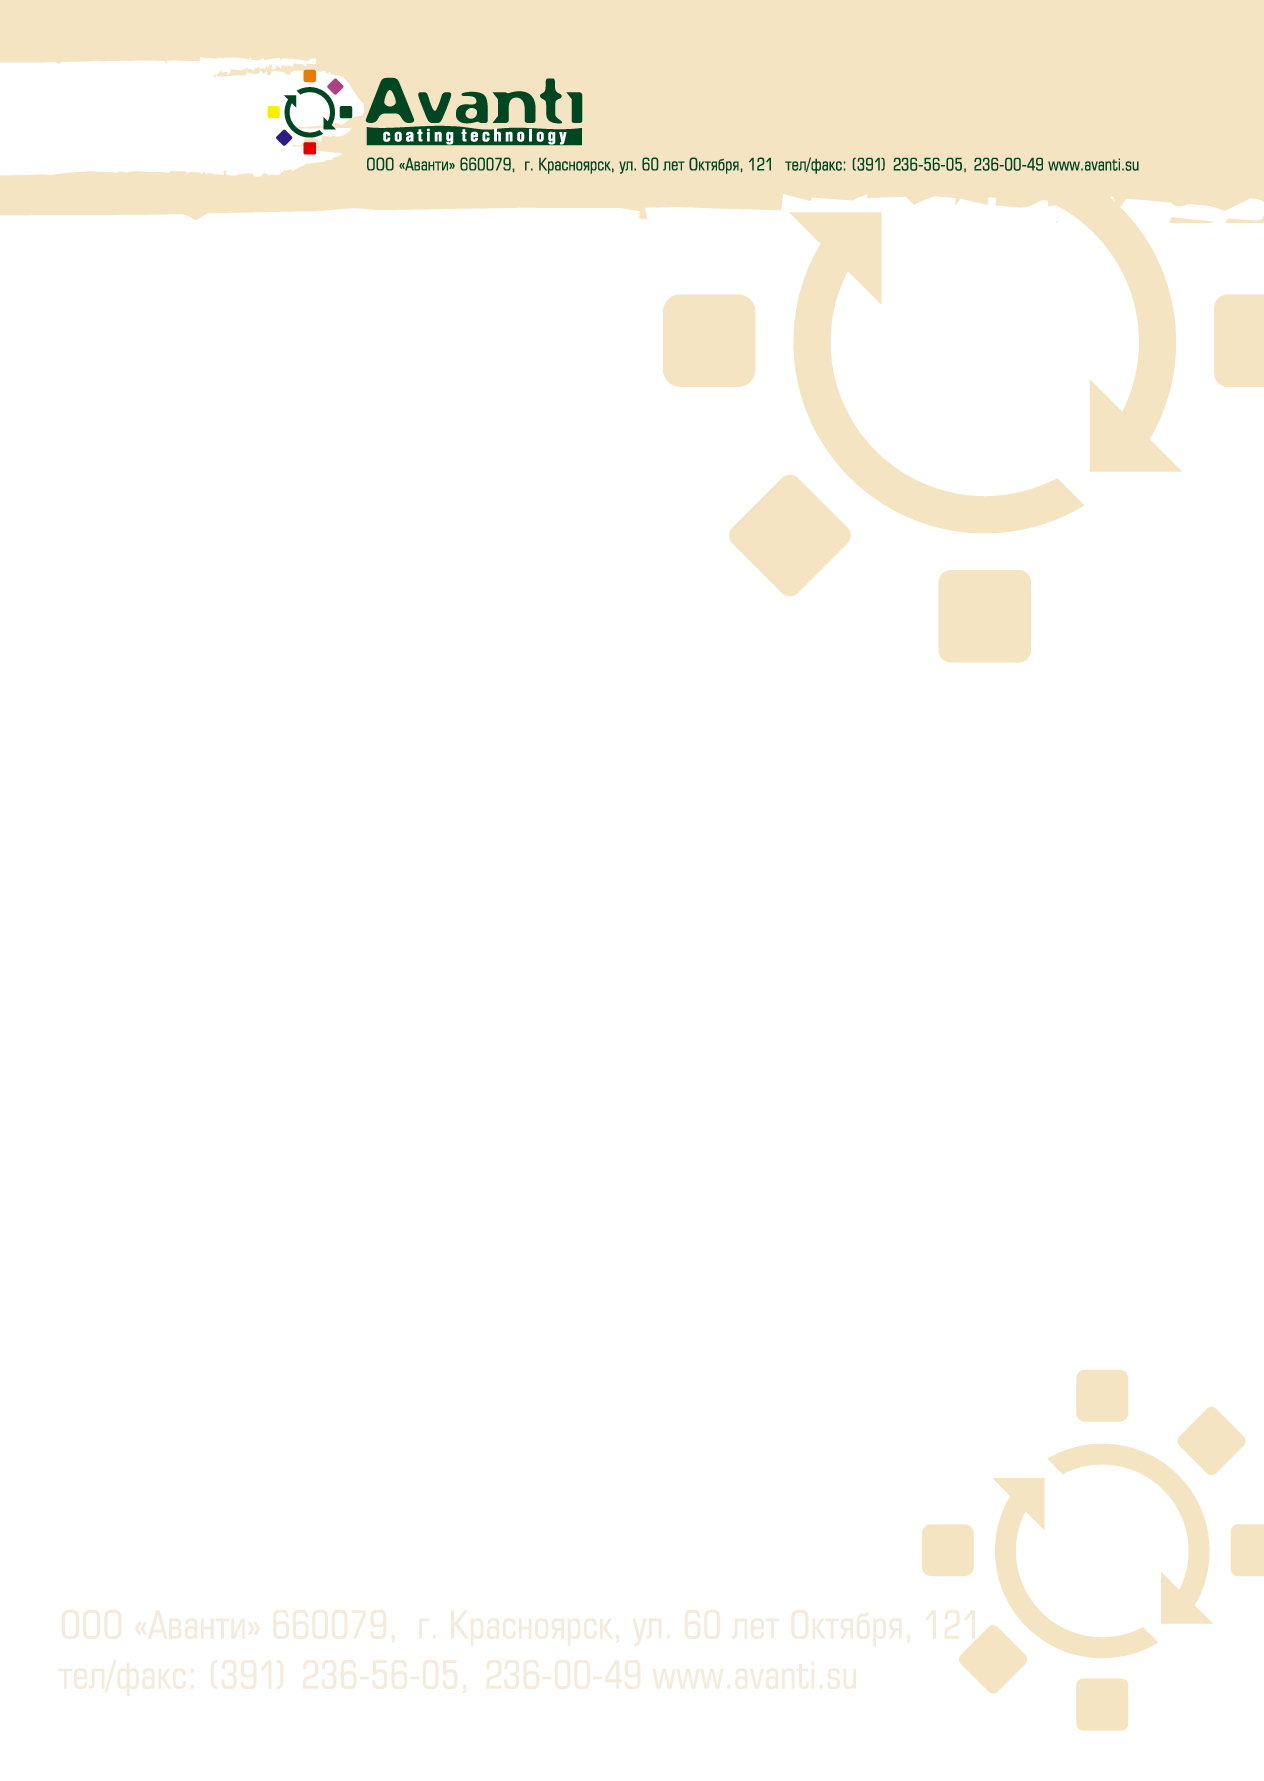 Avanti
coating technology
ООО «Аванти» 660079, г. Красноярск, ул. 60 лет Октября, 121 тел/факс: (391) 236-56-05, 236-00-49 www.avanti.su
ООО «Аванти» 660079, г. Красноярск, ул. 60 лет Октября, 121
тел/факс: (391) 236-56-05, 236-00-49 www.avanti.su